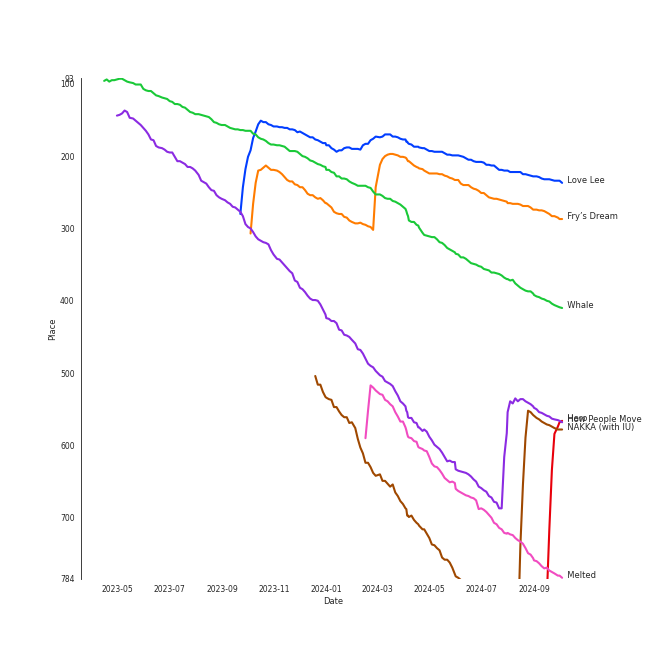 93
100
200
300
400
500
600
700
784
Place
Love Lee
Fry's Dream
Whale
How People Move
NAKKA (with IU)
Melted
2023-05 2023-07 2023-09 2023-11 2024-01 2024-03 2024-05 2024-07 2024-09
Date